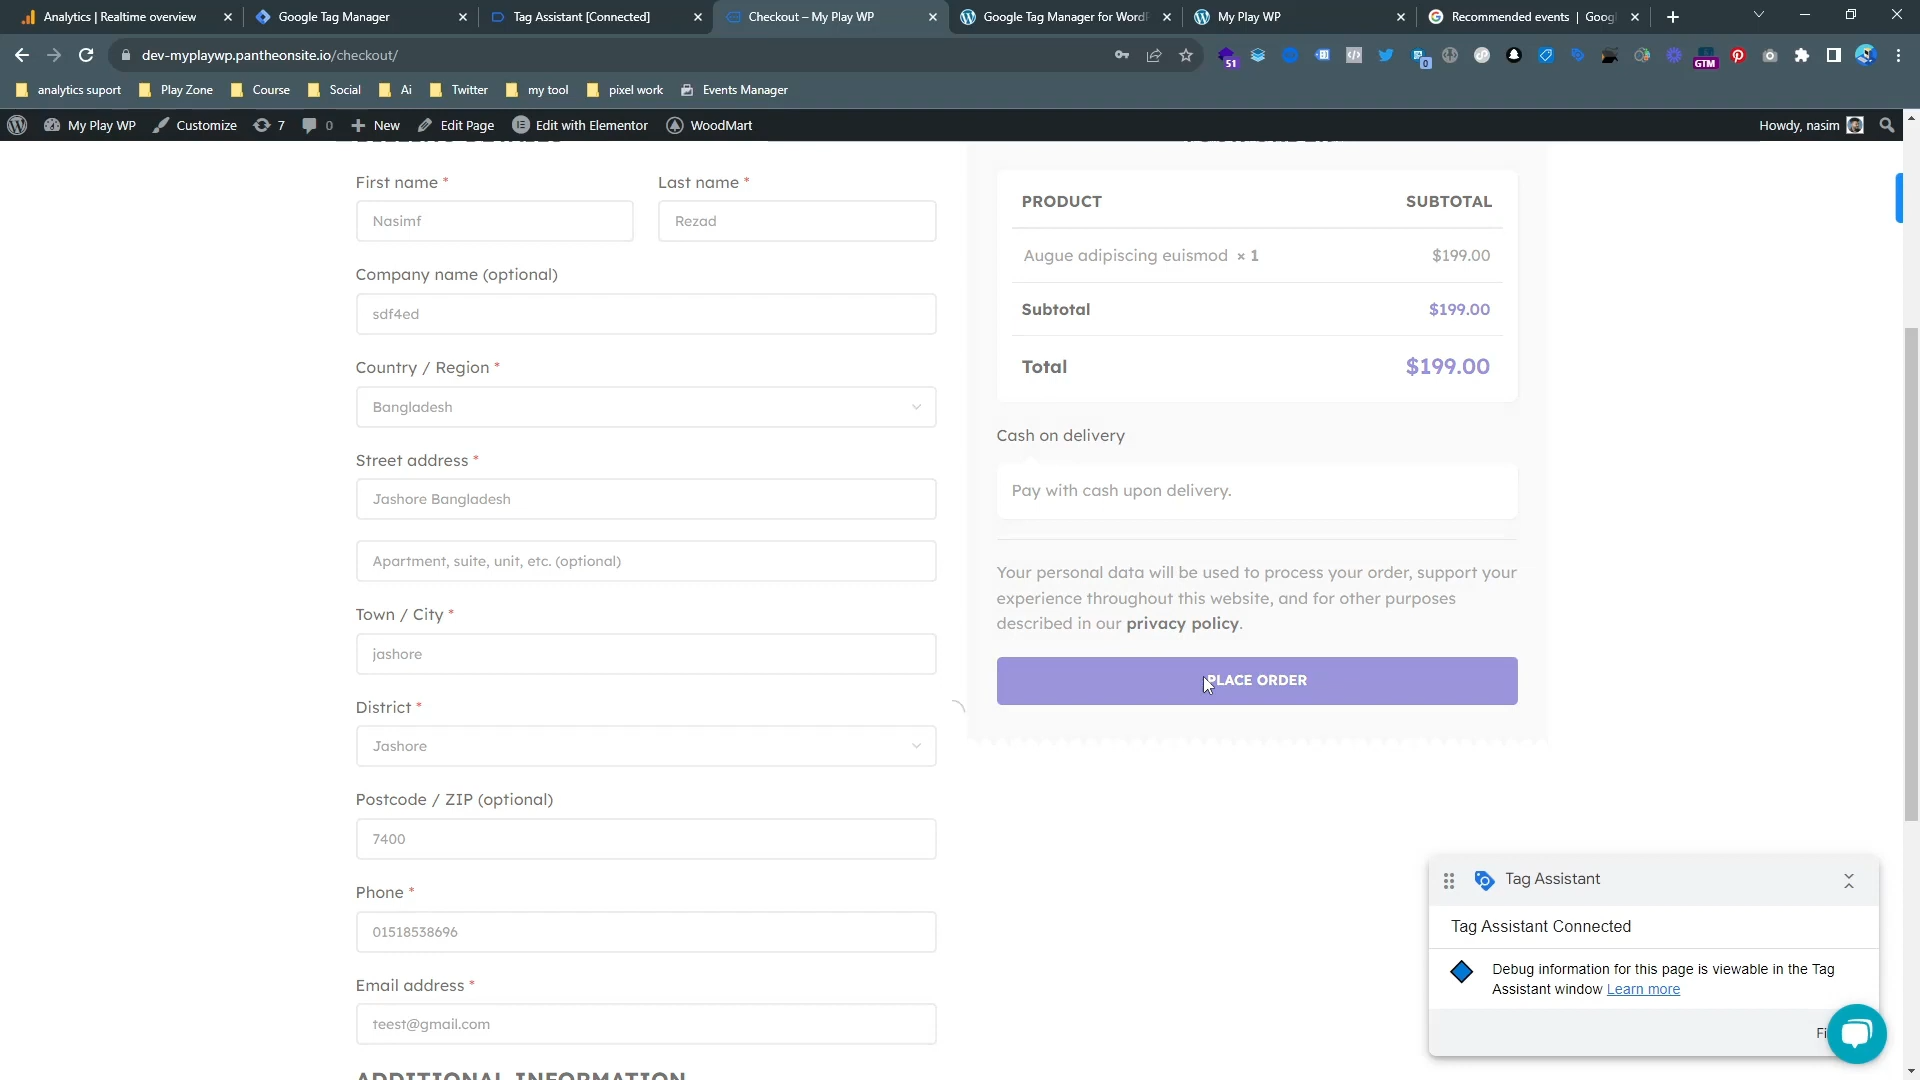 Analytics | Realtime overview
Google Tag Manager
Tag Assistant [Connected]
Checkout – My Play WP
Google Tag Manager for WordP
My Play WP
Recommended events | Goog
dev-myplaywp.pantheonsite.io/checkout/
51
0
GTM
analytics suport
Play Zone
Course
Social
Ai
Twitter
my tool
pixel work
Events Manager
My Play WP
Customize
7
0
New
Edit Page
Edit with Elementor
WoodMart
Howdy, nasim
First name *
Last name *
Nasimf
Rezad
Company name (optional)
sdf4ed
Country / Region *
Bangladesh
Street address *
Jashore Bangladesh
Apartment, suite, unit, etc. (optional)
Town / City *
jashore
District *
Jashore
Postcode / ZIP (optional)
7400
Phone *
01518538696
Email address *
teest@gmail.com
ADDITIONAL INFORMATION
PRODUCT
SUBTOTAL
Augue adipiscing euismod × 1
$199.00
Subtotal
$199.00
Total
$199.00
Cash on delivery
Pay with cash upon delivery.
Your personal data will be used to process your order, support your
experience throughout this website, and for other purposes
described in our privacy policy.
PLACE ORDER
Tag Assistant
Tag Assistant Connected
Debug information for this page is viewable in the Tag
Assistant window Learn more
Fi